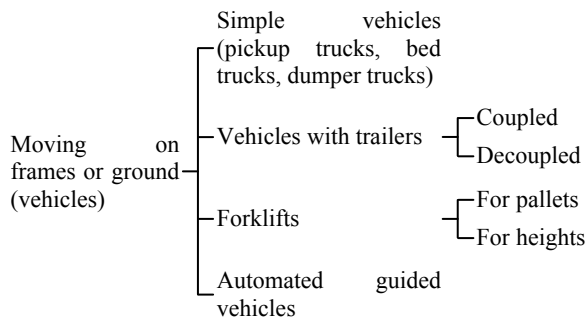 Simple vehicles
(pickup trucks, bed
trucks, dumper trucks)
Moving on
frames or ground
(vehicles)
Vehicles with trailers
Coupled
Decoupled
Forklifts
For pallets
For heights
Automated guided
vehicles